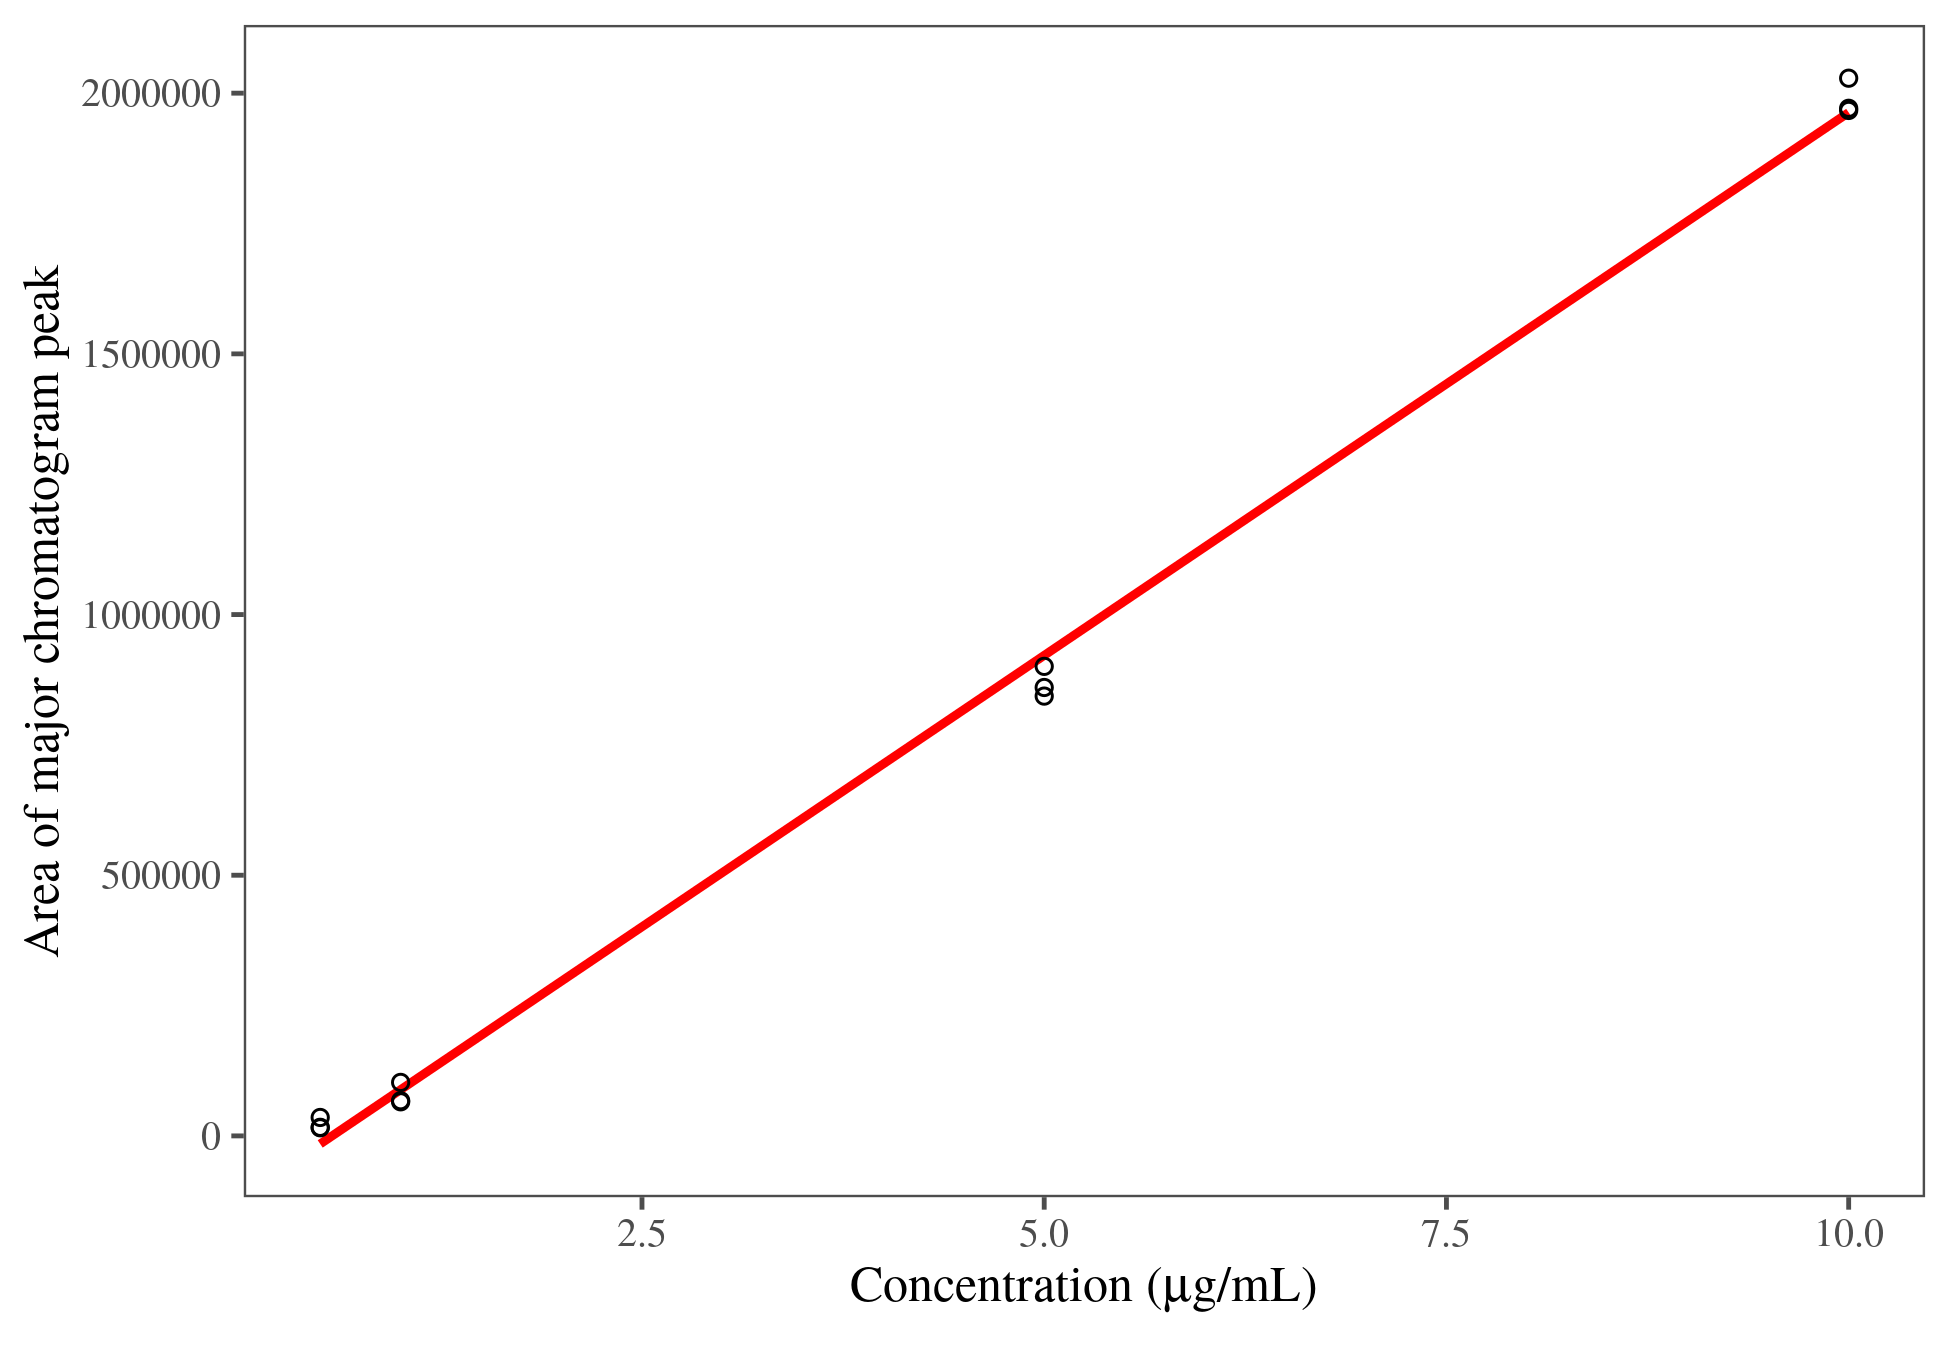 Area of major chromatogram peak
2000000
1500000
1000000
500000
0
2.5 5.0 7.5 10.0
Concentration (μg/mL)